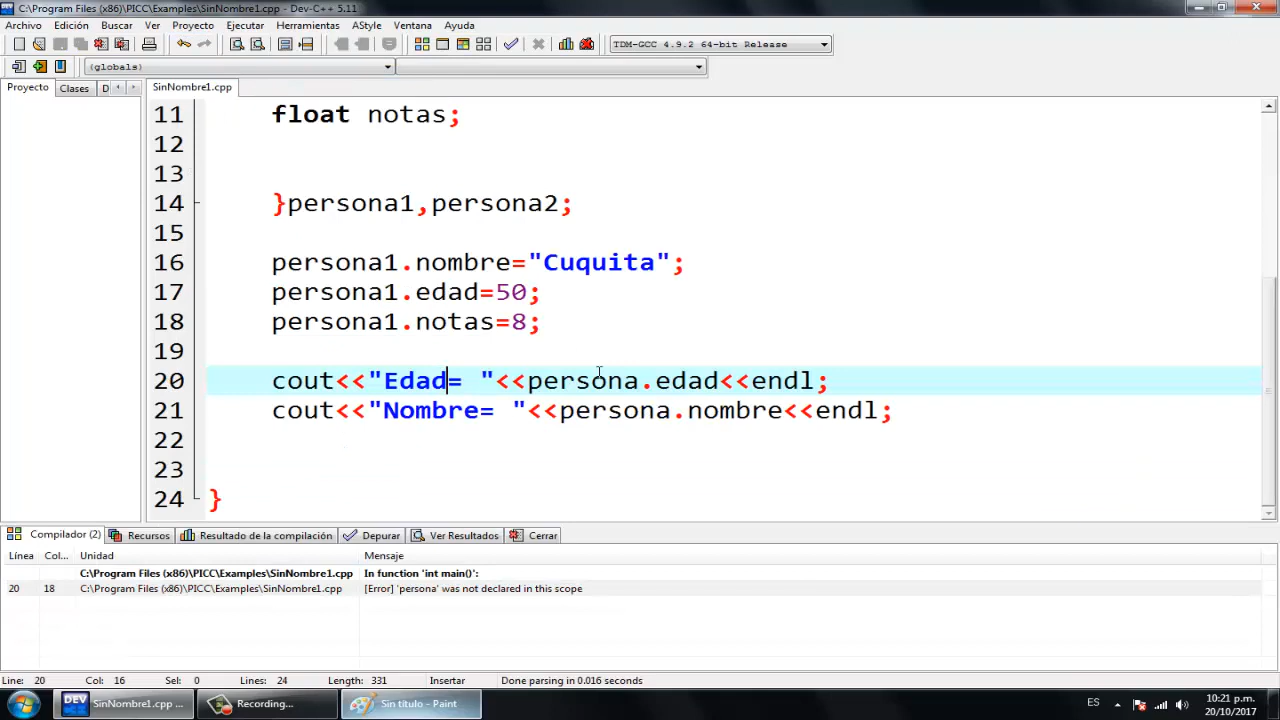 C:\Program Files (x86)\PICC\Examples\SinNombre1.cpp - Dev-C++ 5.11
Archivo Edición Buscar Ver Proyecto Ejecutar Herramientas AStyle Ventana Ayuda
TDM-GCC 4.9.2 64-bit Release
(globals)
Proyecto Clases D SinNombre1.cpp
11 float notas;
12
13
14 }persona1,persona2;
15
16 persona1.nombre="Cuquita";
17 persona1.edad=50;
18 persona1.notas=8;
19
20 cout<<"Edad= "<<persona.edad<<endl;
21 cout<<"Nombre= "<<persona.nombre<<endl;
22
23
24 }
Compilador (2) Recursos Resultado de la compilación Depurar Ver Resultados Cerrar
Línea Col... Unidad Mensaje
C:\Program Files (x86)\PICC\Examples\SinNombre1.cpp In function 'int main()':
20 18 C:\Program Files (x86)\PICC\Examples\SinNombre1.cpp [Error] 'persona' was not declared in this scope
Line: 20 Col: 16 Sel: 0 Lines: 24 Length: 331 Insertar Done parsing in 0.016 seconds
DEV SinNombre1.cpp ... Recording... Sin título - Paint ES 10:21 p.m.
20/10/2017